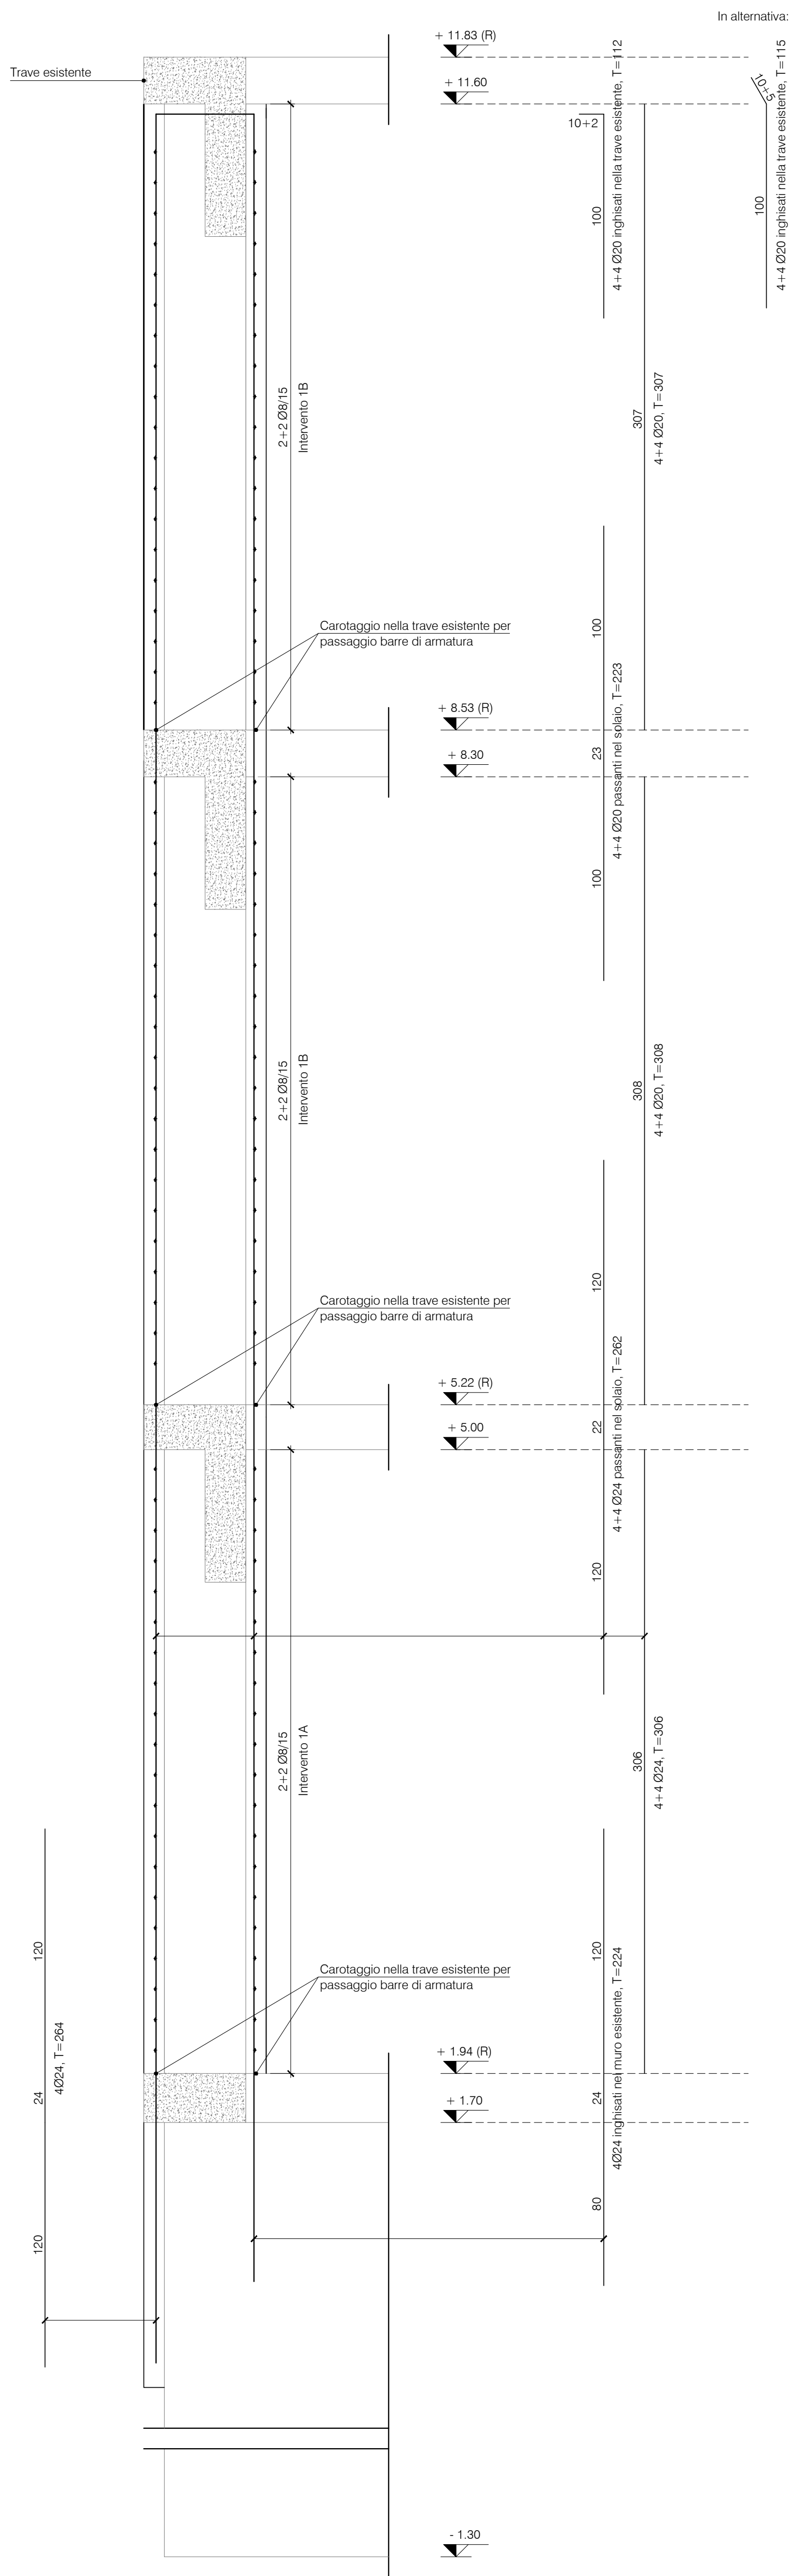 In alternativa:
+ 11.83 (R)
Trave esistente
+ 11.60
10+2
100
4+4 Ø20 inghisati nella trave esistente, T=112
10+5
100
4+4 Ø20 inghisati nella trave esistente, T=115
2+2 Ø8/15
Intervento 1B
307
4+4 Ø20, T=307
Carotaggio nella trave esistente per
passaggio barre di armatura
100
+ 8.53 (R)
23
+ 8.30
4+4 Ø20 passanti nel solaio, T=223
100
2+2 Ø8/15
Intervento 1B
308
4+4 Ø20, T=308
Carotaggio nella trave esistente per
passaggio barre di armatura
120
+ 5.22 (R)
22
+ 5.00
4+4 Ø24 passanti nel solaio, T=262
120
2+2 Ø8/15
Intervento 1A
306
4+4 Ø24, T=306
120
24
120
4Ø24, T=264
Carotaggio nella trave esistente per
passaggio barre di armatura
120
+ 1.94 (R)
24
+ 1.70
4Ø24 inghisati nel muro esistente, T=224
80
- 1.30